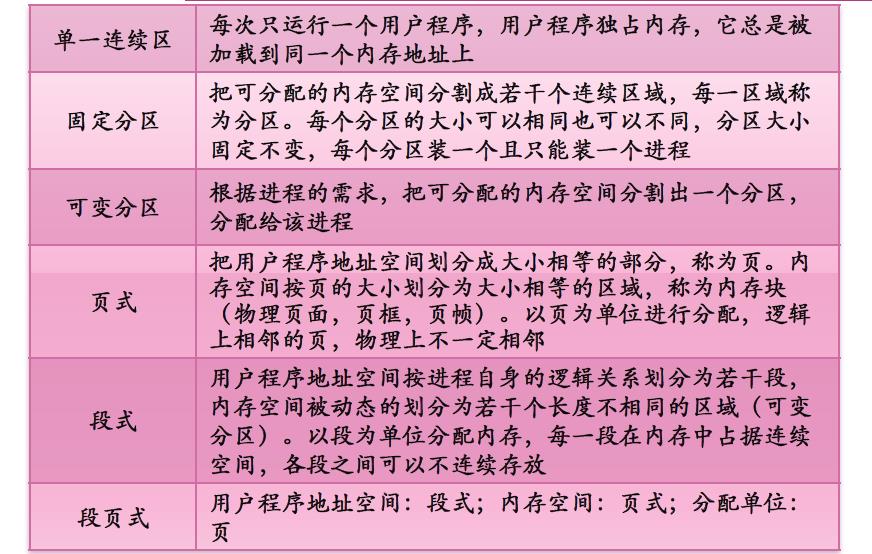 单一连续区
每次只运行一个用户程序，用户程序独占内存，它总是被
加载到同一个内存地址上
固定分区
把可分配的内存空间分割成若干个连续区域，每一区域称
为分区。每个分区的大小可以相同也可以不同，分区大小
固定不变，每个分区装一个且只能装一个进程
可变分区
根据进程的需求，把可分配的内存空间分割出一个分区，
分配给该进程
页式
把用户程序地址空间划分成大小相等的部分，称为页。内
存空间按页的大小划分为大小相等的区域，称为内存块
（物理页面，页框，页帧）。以页为单位进行分配，逻辑
上相邻的页，物理上不一定相邻
段式
用户程序地址空间按进程自身的逻辑关系划分为若干段，
内存空间被动态的划分为若干个长度不相同的区域（可变
分区）。以段为单位分配内存，每一段在内存中占据连续
空间，各段之间可以不连续存放
段页式
用户程序地址空间：段式；内存空间：页式；分配单位：
页